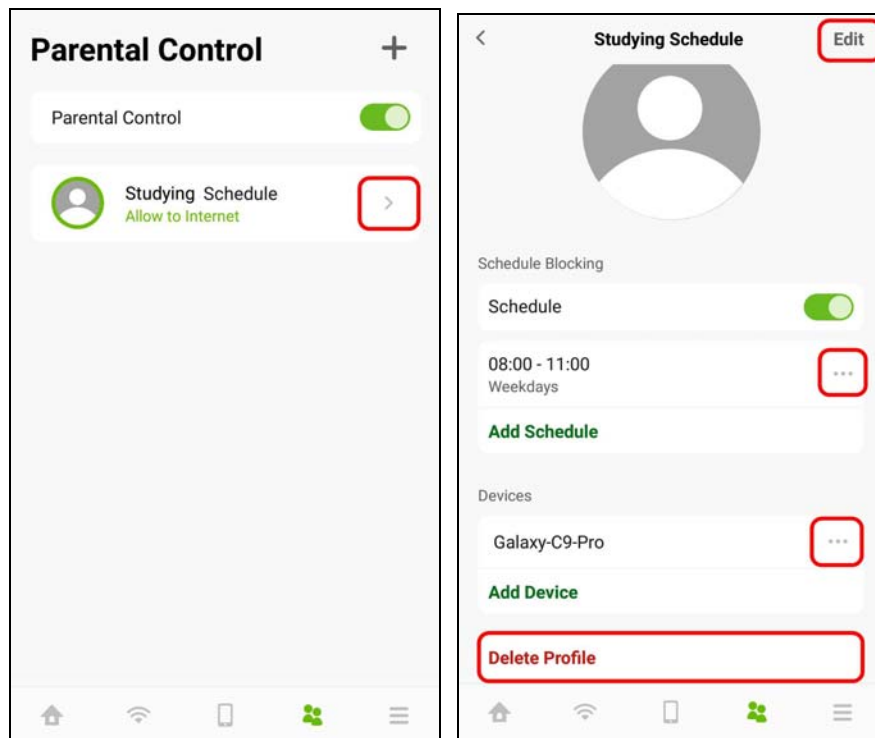 Parental Control
Parental Control
Studying Schedule
Allow to Internet
Studying Schedule
Edit
Schedule Blocking
Schedule
08:00 - 11:00
Weekdays
Add Schedule
Devices
Galaxy-C9-Pro
Add Device
Delete Profile